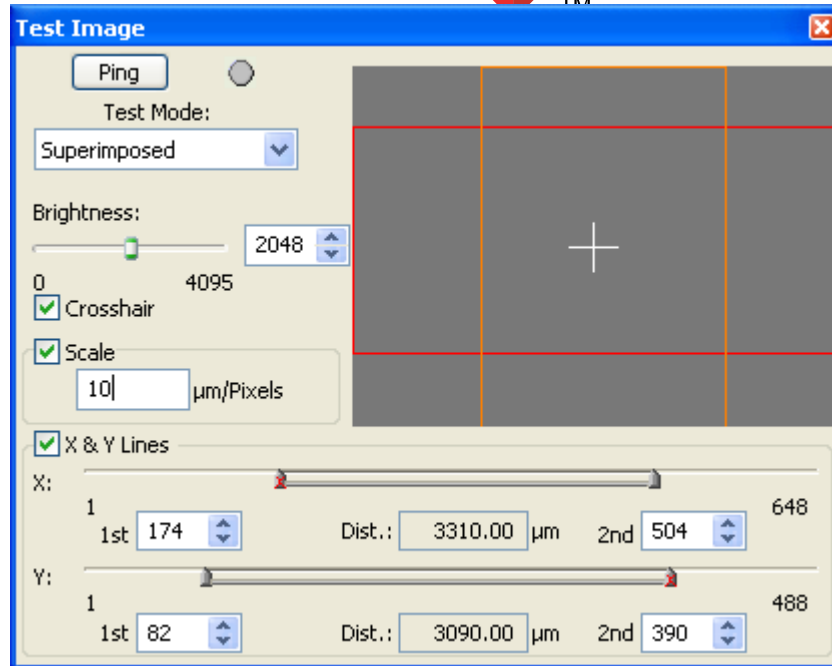 TM
Test Image
Ping
Test Mode:
Superimposed
Brightness:
2048
0 4095
Crosshair
Scale
10 µm/Pixels
X & Y Lines
X:
1 648
1st 174 Dist.: 3310.00 µm 2nd 504
Y:
1 488
1st 82 Dist.: 3090.00 µm 2nd 390